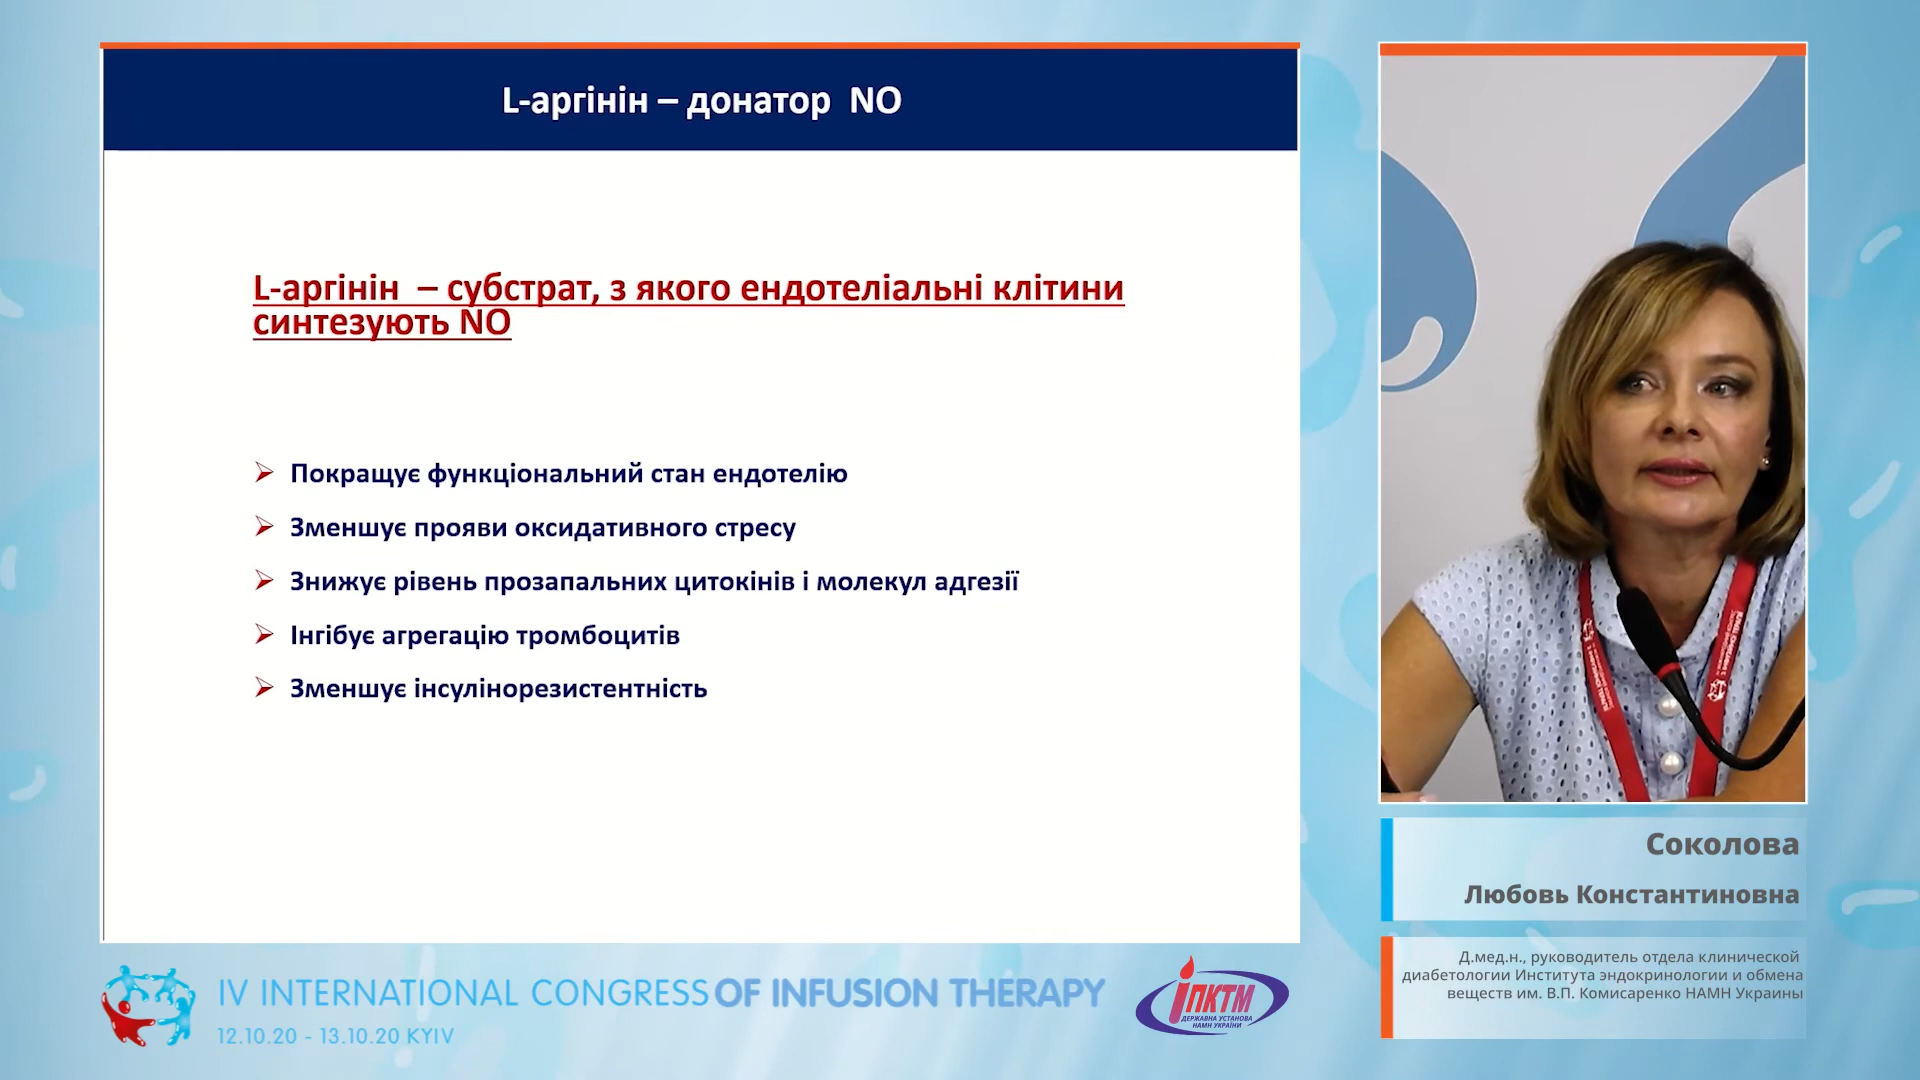 L-аргінін – донатор NO
L-аргінін – субстрат, з якого ендотеліальні клітини
синтезують NO
Покращує функціональний стан ендотелію
Зменшує прояви оксидативного стресу
Знижує рівень прозапальних цитокінів і молекул адгезії
Інгібує агрегацію тромбоцитів
Зменшує інсулінорезистентність
Соколова
Любовь Константиновна
Д.мед.н., руководитель отдела клинической
диабетологии Института эндокринологии и обмена
веществ им. В.П. Комисаренко НАМН Украины
IV INTERNATIONAL CONGRESS OF INFUSION THERAPY
12.10.20 - 13.10.20 KYIV
ІПКТМ
ДЕРЖАВНА УСТАНОВА
НАМН УКРАЇНИ